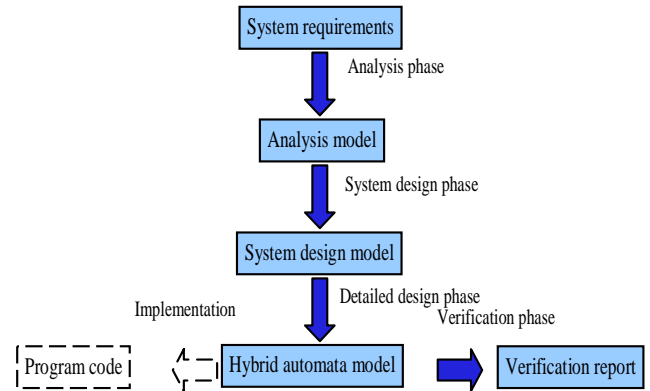 System requirements
Analysis phase
Analysis model
System design phase
System design model
Implementation
Detailed design phase
Verification phase
Program code
Hybrid automata model
Verification report